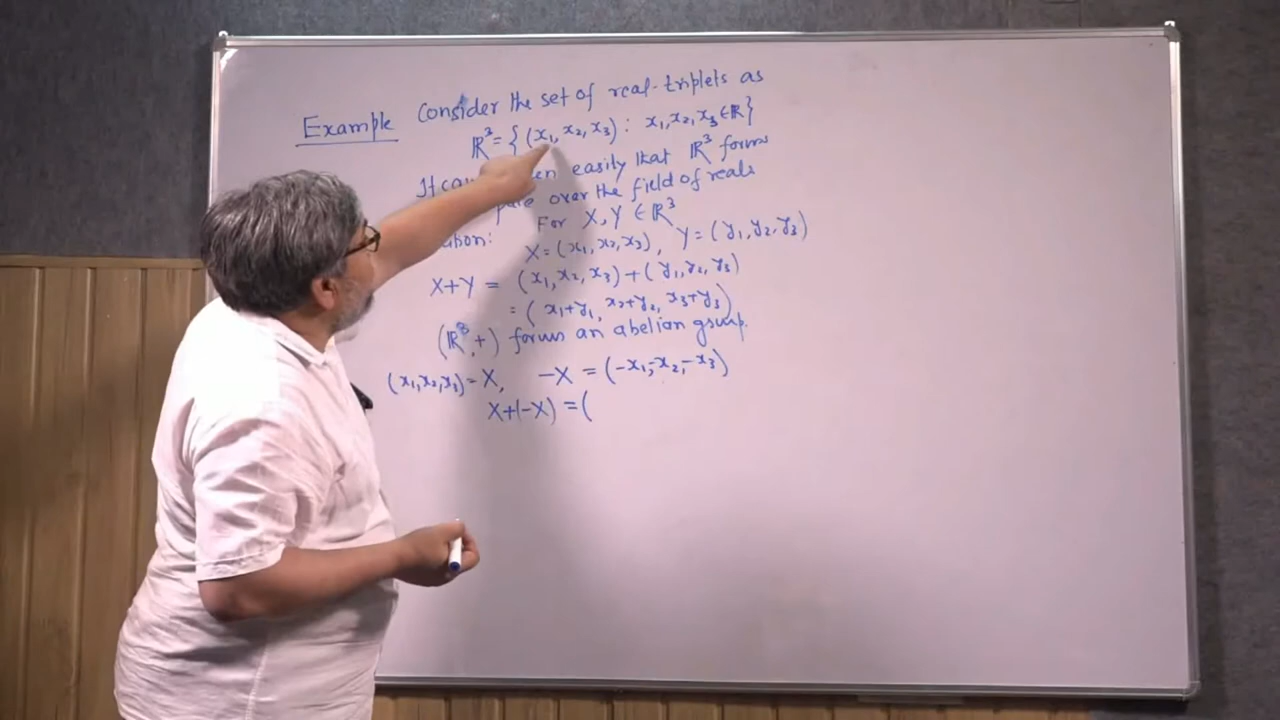 Example Consider the set of real-triplets as
ℝ³ = { (x₁, x₂, x₃) : x₁, x₂, x₃ ∈ ℝ }
It can easily that ℝ³ forms
over the field of reals
For X, Y ∈ ℝ³
X = (x₁, x₂, x₃), Y = (y₁, y₂, y₃)
X+Y = (x₁, x₂, x₃) + (y₁, y₂, y₃)
= (x₁+y₁, x₂+y₂, x₃+y₃)
(ℝ³, +) forms an abelian group.
(x₁, x₂, x₃) = X, -X = (-x₁, -x₂, -x₃)
X+(-X) = (